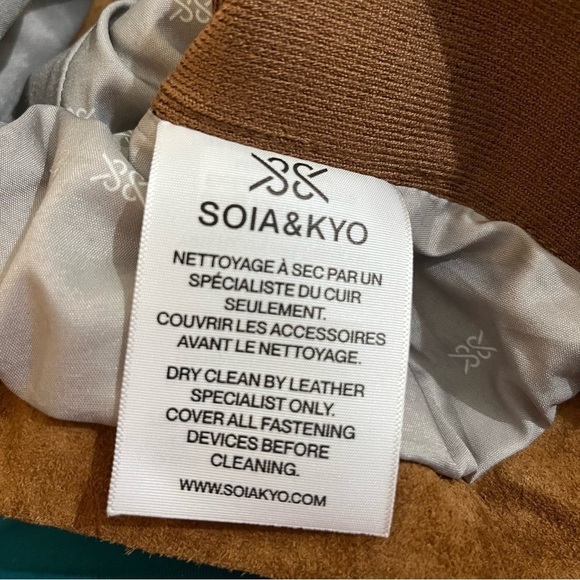 SOIA&KYO
NETTOYAGE À SEC PAR UN
SPÉCIALISTE DU CUIR
SEULEMENT.
COUVRIR LES ACCESSOIRES
AVANT LE NETTOYAGE.
DRY CLEAN BY LEATHER
SPECIALIST ONLY.
COVER ALL FASTENING
DEVICES BEFORE
CLEANING.
WWW.SOIAKYO.COM